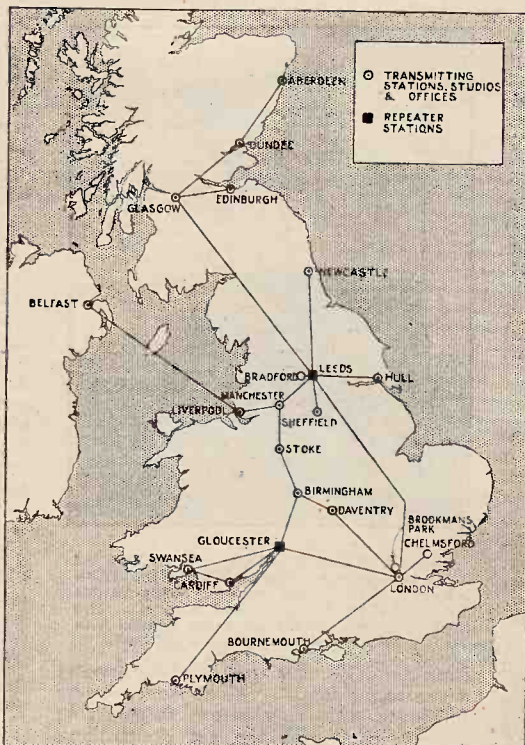 TRANSMITTING
STATIONS, STUDIOS
& OFFICES
REPEATER
STATIONS
ABERDEEN
DUNDEE
EDINBURGH
GLASGOW
NEWCASTLE
BELFAST
BRADFORD
LEEDS
HULL
MANCHESTER
LIVERPOOL
SHEFFIELD
STOKE
BIRMINGHAM
DAVENTRY
BROOKMANS
PARK
CHELMSFORD
GLOUCESTER
SWANSEA
CARDIFF
LONDON
BOURNEMOUTH
PLYMOUTH